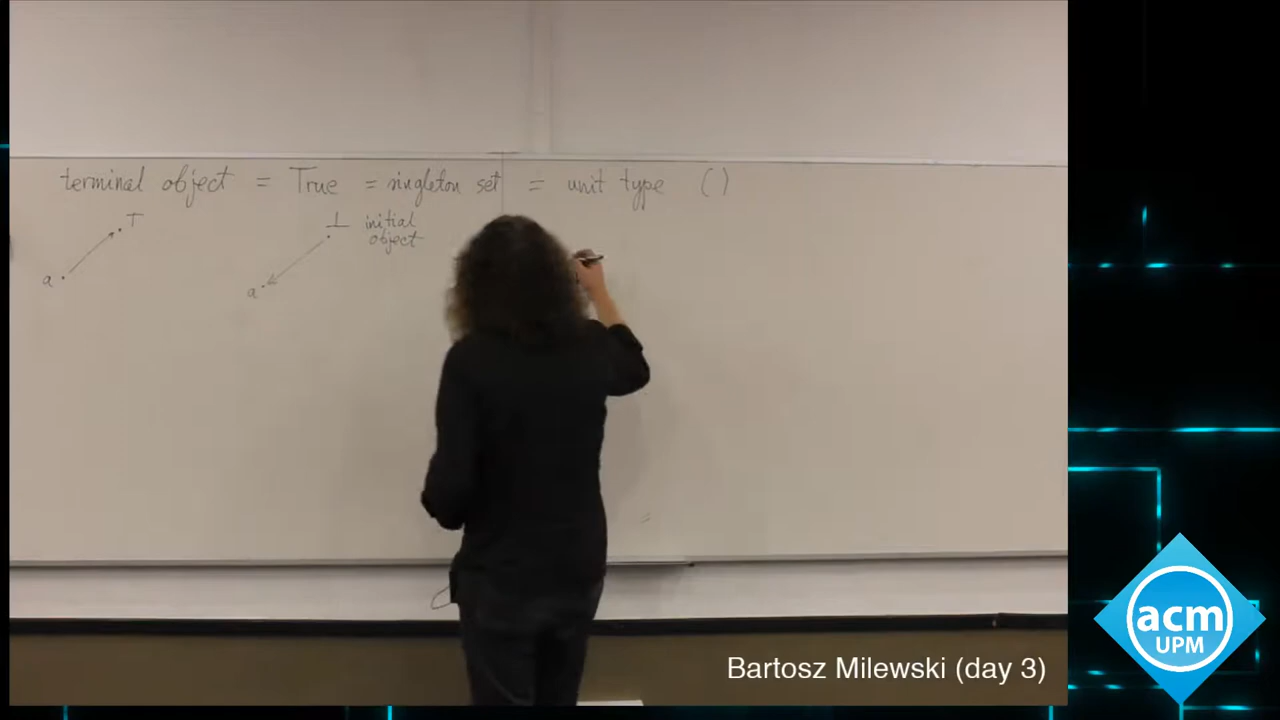 terminal object = True = singleton set = unit type ()
T
⊥ initial
object
a
a
acm
UPM
Bartosz Milewski (day 3)